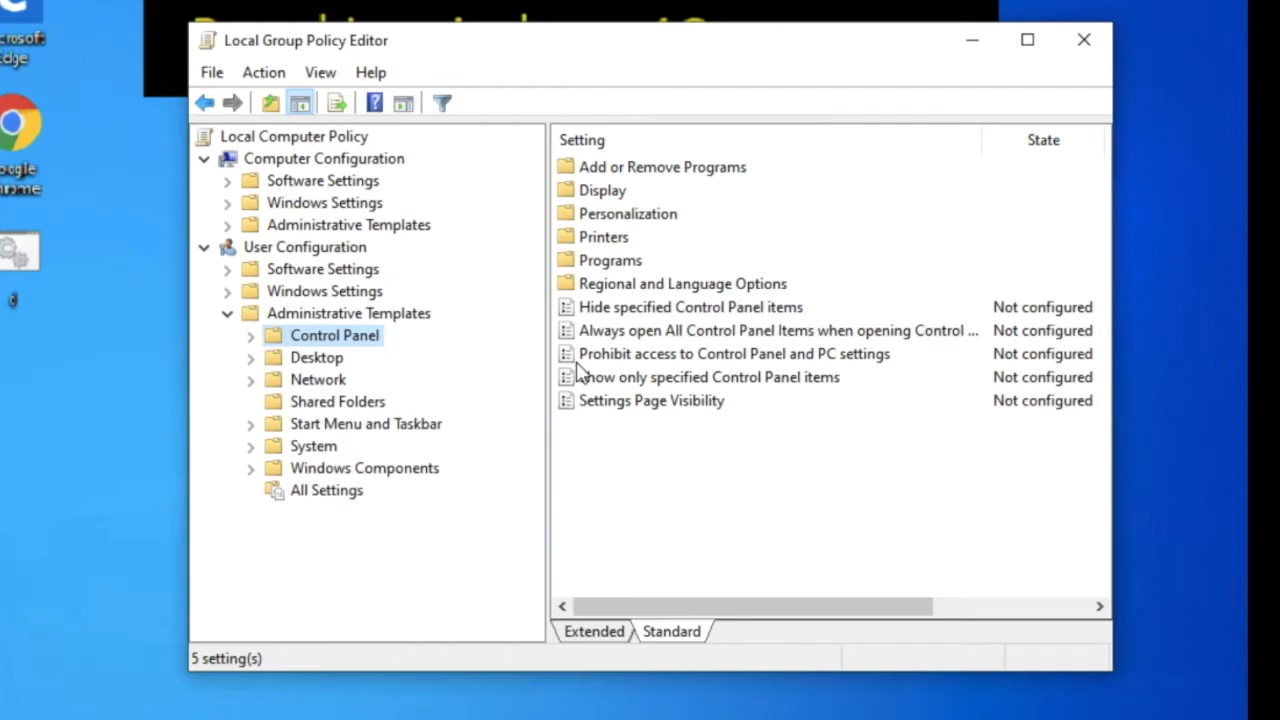 Local Group Policy Editor
File Action View Help
Local Computer Policy
Computer Configuration
Software Settings
Windows Settings
Administrative Templates
User Configuration
Software Settings
Windows Settings
Administrative Templates
Control Panel
Desktop
Network
Shared Folders
Start Menu and Taskbar
System
Windows Components
All Settings
Setting State
Add or Remove Programs
Display
Personalization
Printers
Programs
Regional and Language Options
Hide specified Control Panel items Not configured
Always open All Control Panel Items when opening Control ... Not configured
Prohibit access to Control Panel and PC settings Not configured
how only specified Control Panel items Not configured
Settings Page Visibility Not configured
Extended Standard
5 setting(s)
crosoft
Edge
oogle
hrome